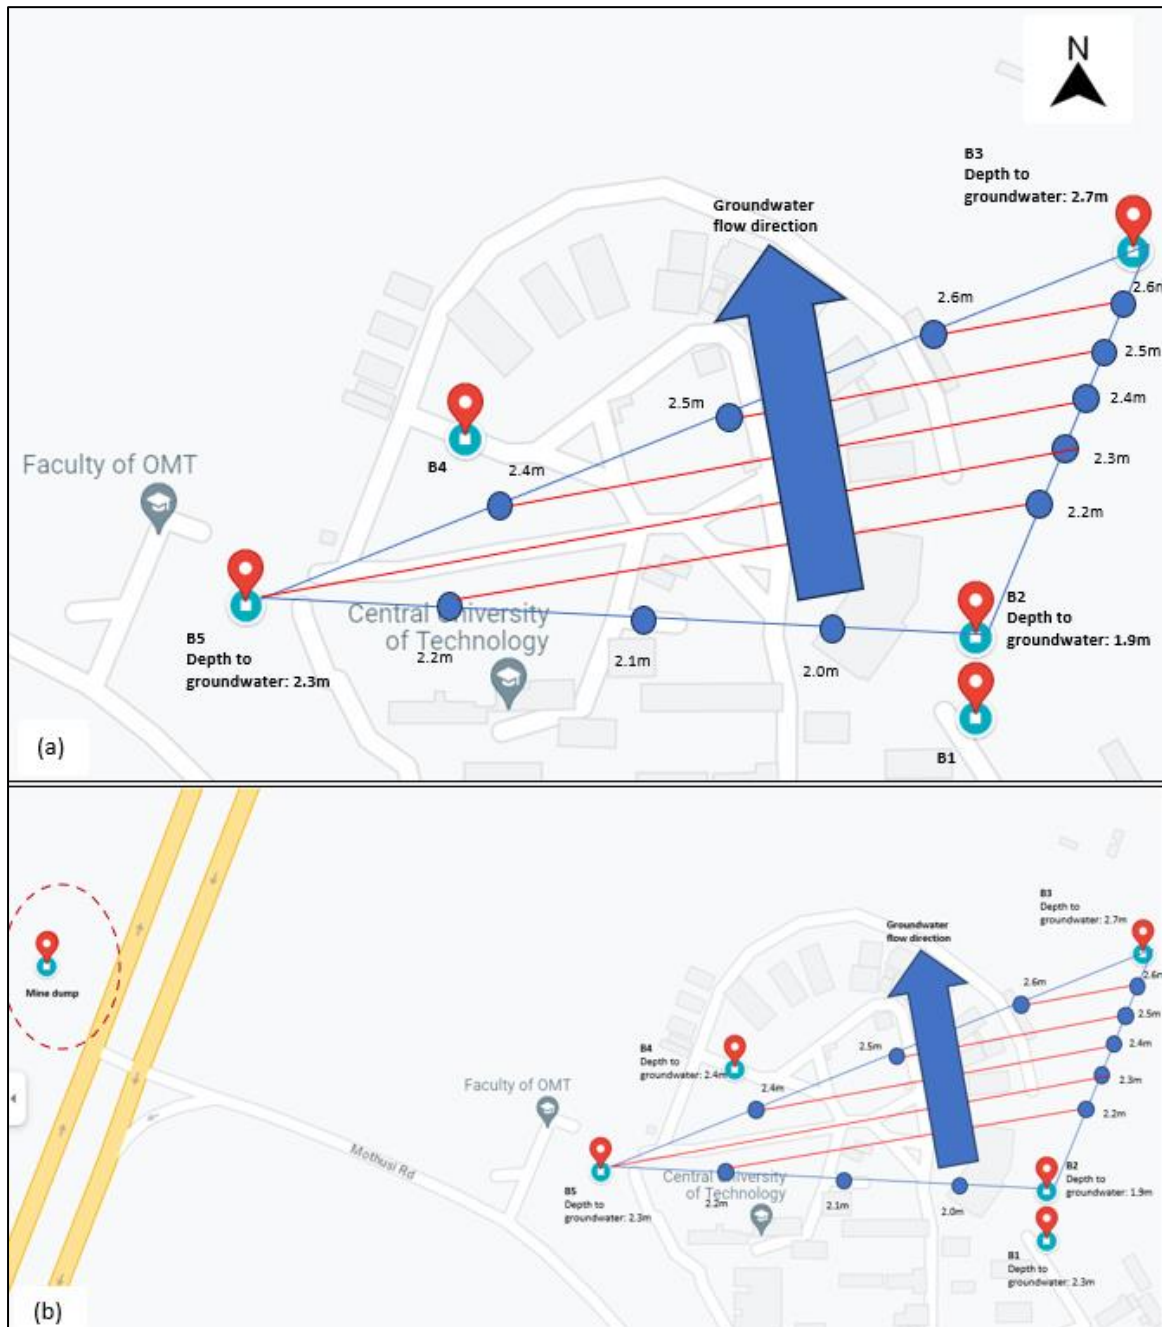 N
B3
Depth to
groundwater: 2.7m
Groundwater
flow direction
2.6m
2.6m
2.5m
2.5m
2.4m
2.4m
2.3m
2.2m
B4
Faculty of OMT
B5
Depth to
groundwater: 2.3m
Central University
of Technology
2.2m
2.1m
2.0m
B2
Depth to
groundwater: 1.9m
B1
(a)
Mine dump
Mothusi Rd
Faculty of OMT
B4
Depth to
groundwater: 2.4m
Groundwater
flow direction
B3
Depth to
groundwater: 2.7m
2.6m
2.6m
2.5m
2.5m
2.4m
2.4m
2.3m
2.2m
B5
Depth to
groundwater: 2.3m
Central University
of Technology
2.2m
2.1m
2.0m
B2
Depth to
groundwater: 1.9m
B1
Depth to
groundwater: 2.3m
(b)